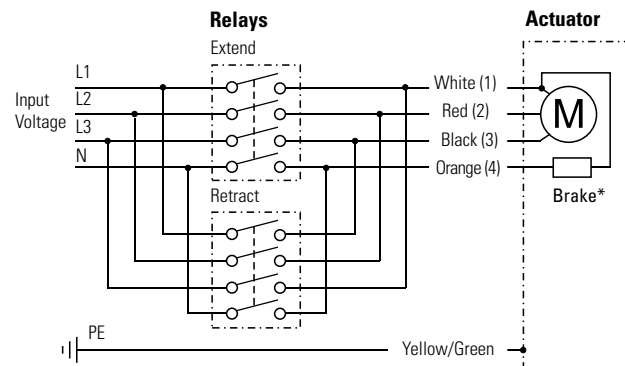 Relays
Actuator
Extend
Input
Voltage
L1
L2
L3
N
White (1)
Red (2)
Black (3)
Orange (4)
M
Brake*
Retract
PE
Yellow/Green